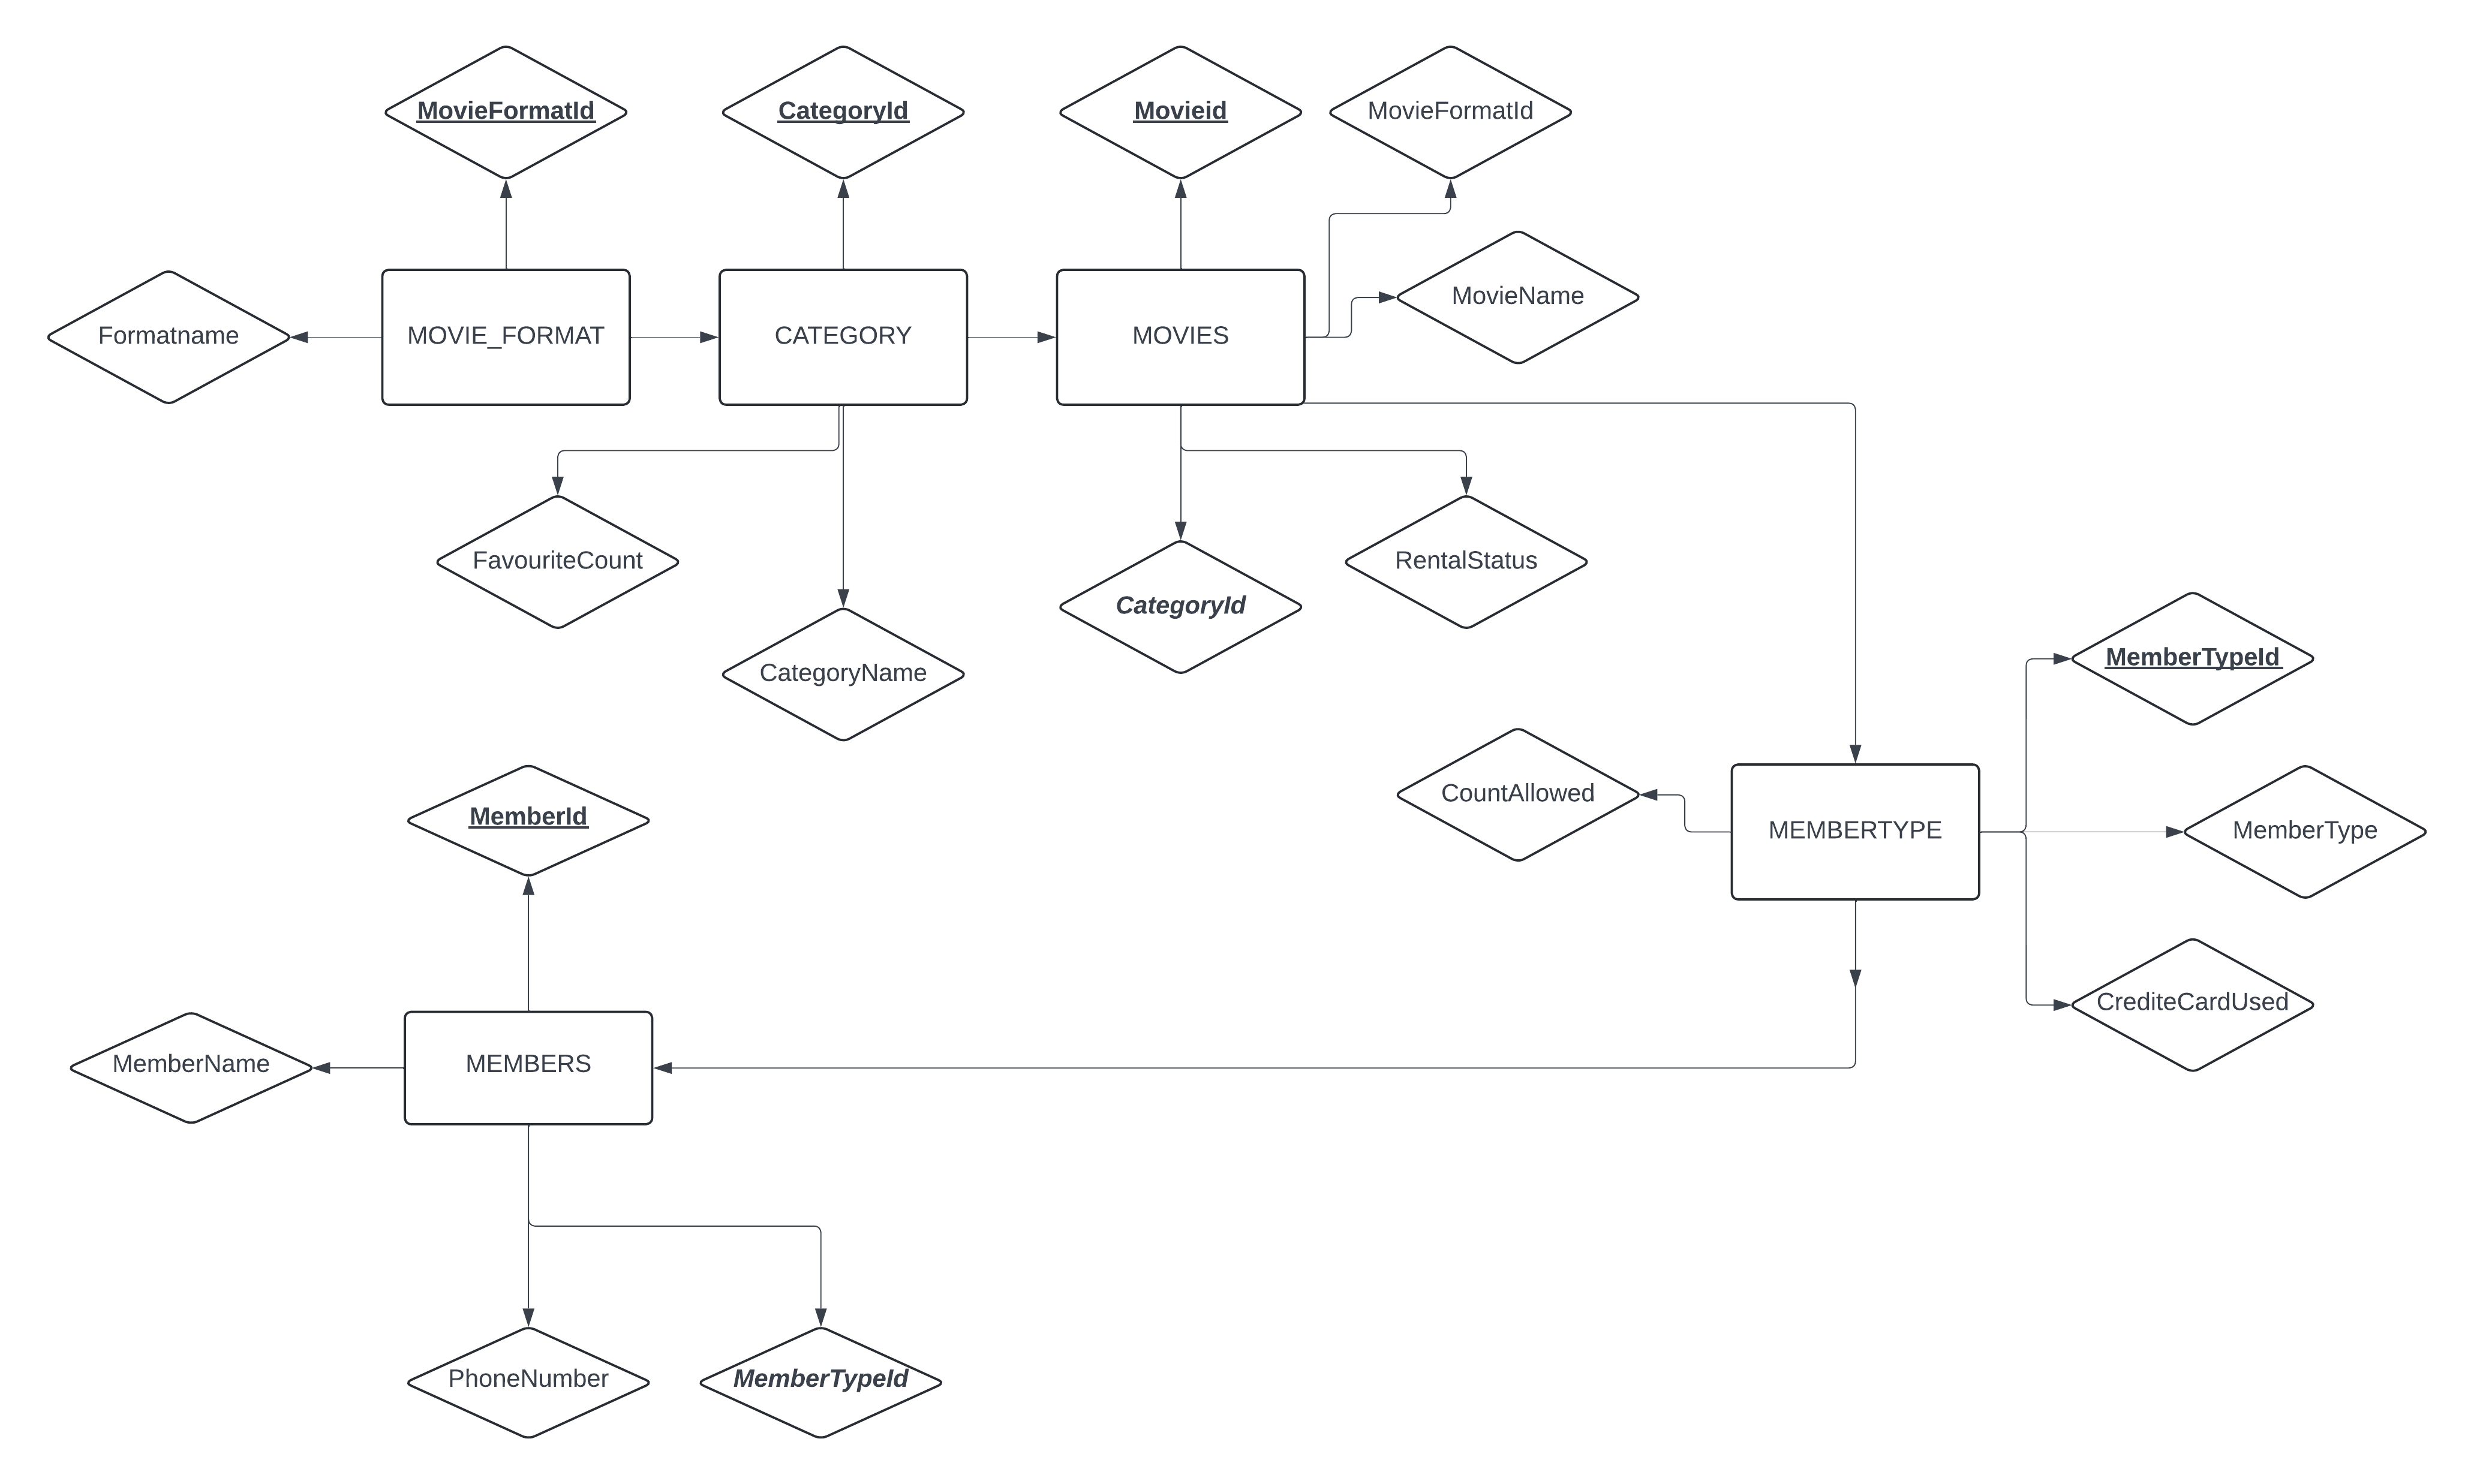 MovieFormatId
CategoryId
Movieid
MovieFormatId
MovieName
Formatname
MOVIE_FORMAT
CATEGORY
MOVIES
FavouriteCount
RentalStatus
CategoryId
CategoryName
MemberTypeId
CountAllowed
MEMBERTYPE
MemberType
MemberId
CrediteCardUsed
MemberName
MEMBERS
PhoneNumber
MemberTypeId